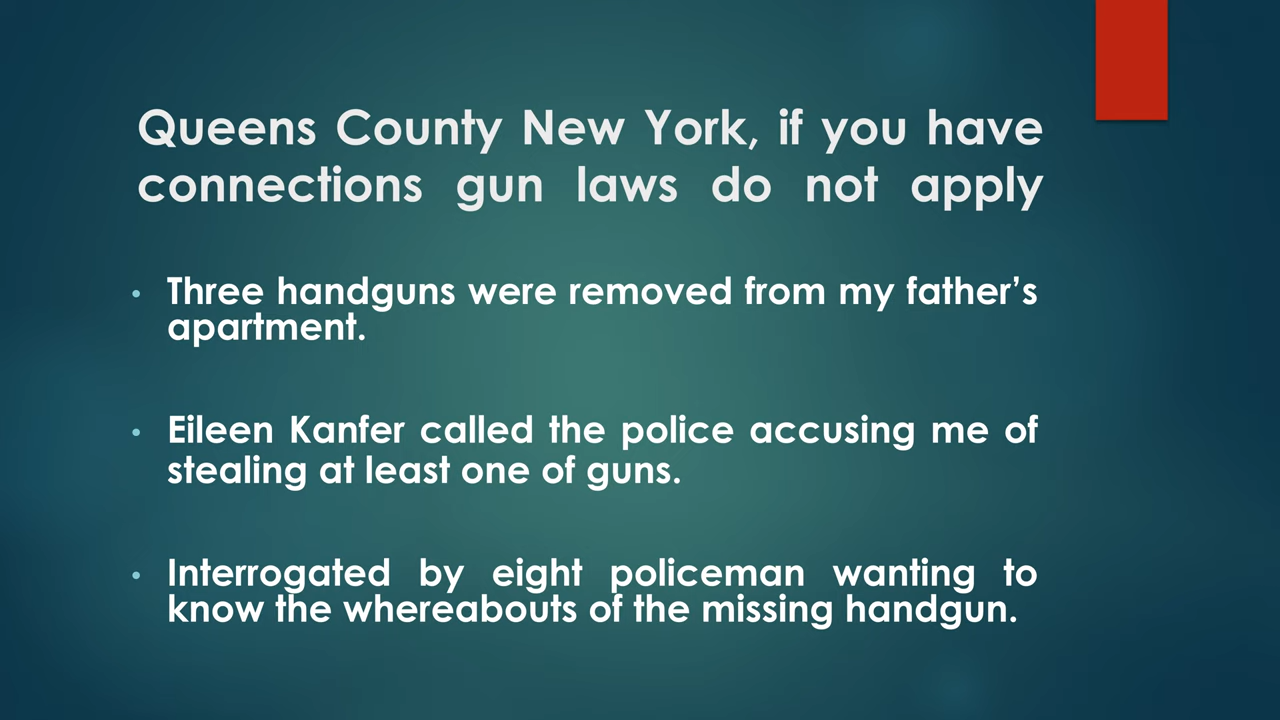 Queens County New York, if you have
connections gun laws do not apply
• Three handguns were removed from my father’s
apartment.
• Eileen Kanfer called the police accusing me of
stealing at least one of guns.
• Interrogated by eight policeman wanting to
know the whereabouts of the missing handgun.